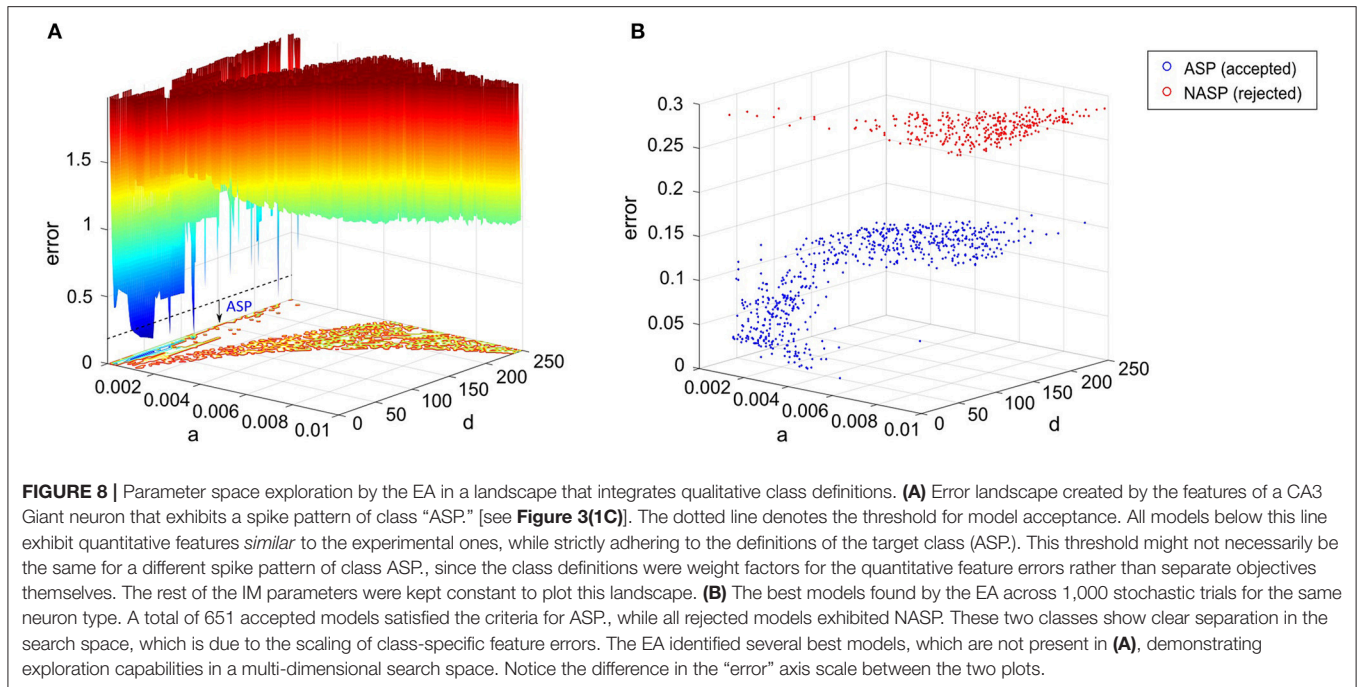 A
B
ASP (accepted)
NASP (rejected)
1.5
1
0.5
0
error
ASP
0.002
0.004
0.006
0.008
0.01
a
0
50
100
150
200
250
d
0.3
0.25
0.2
0.15
0.1
0.05
0
error
0.002
0.004
0.006
0.008
0.01
a
0
50
100
150
200
250
d
FIGURE 8 | Parameter space exploration by the EA in a landscape that integrates qualitative class definitions. (A) Error landscape created by the features of a CA3
Giant neuron that exhibits a spike pattern of class “ASP.” [see Figure 3(1C)]. The dotted line denotes the threshold for model acceptance. All models below this line
exhibit quantitative features similar to the experimental ones, while strictly adhering to the definitions of the target class (ASP.). This threshold might not necessarily be
the same for a different spike pattern of class ASP., since the class definitions were weight factors for the quantitative feature errors rather than separate objectives
themselves. The rest of the IM parameters were kept constant to plot this landscape. (B) The best models found by the EA across 1,000 stochastic trials for the same
neuron type. A total of 651 accepted models satisfied the criteria for ASP., while all rejected models exhibited NASP. These two classes show clear separation in the
search space, which is due to the scaling of class-specific feature errors. The EA identified several best models, which are not present in (A), demonstrating
exploration capabilities in a multi-dimensional search space. Notice the difference in the “error” axis scale between the two plots.